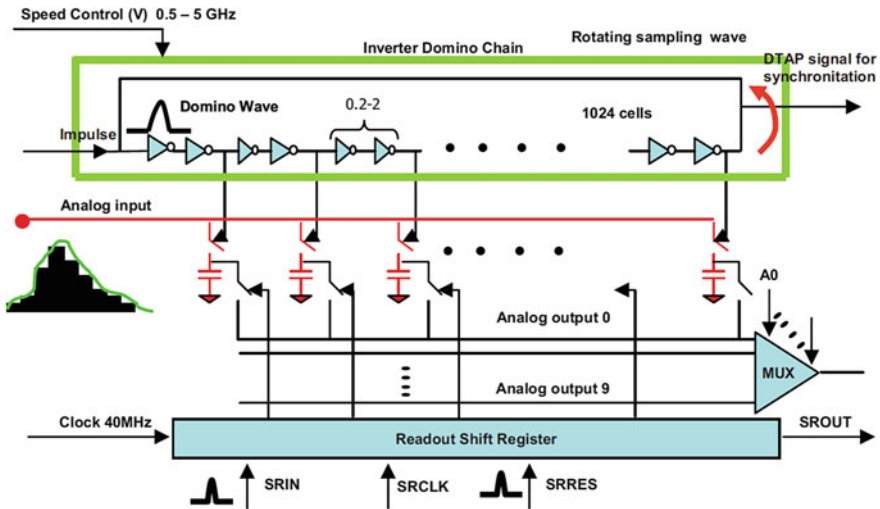 Speed Control (V) 0.5 – 5 GHz
Inverter Domino Chain
Rotating sampling wave
DTAP signal for
synchronitation
Domino Wave
0.2-2
1024 cells
Impulse
Analog input
A0
Analog output 0
MUX
Analog output 9
Clock 40MHz
Readout Shift Register
SROUT
SRIN
SRCLK
SRRES